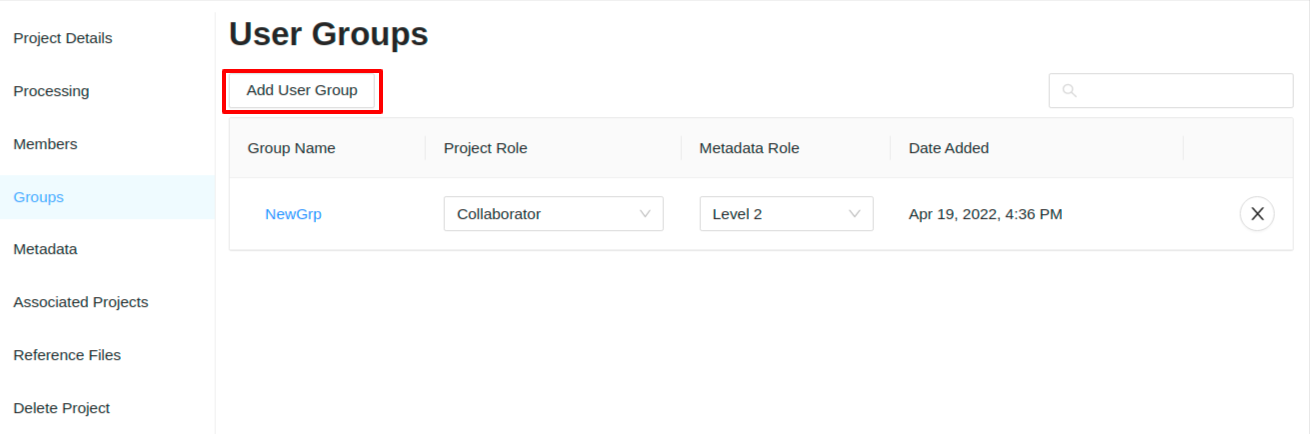 Project Details
Processing
Members
Groups
Metadata
Associated Projects
Reference Files
Delete Project
User Groups
Add User Group
Group Name Project Role Metadata Role Date Added
NewGrp Collaborator Level 2 Apr 19, 2022, 4:36 PM